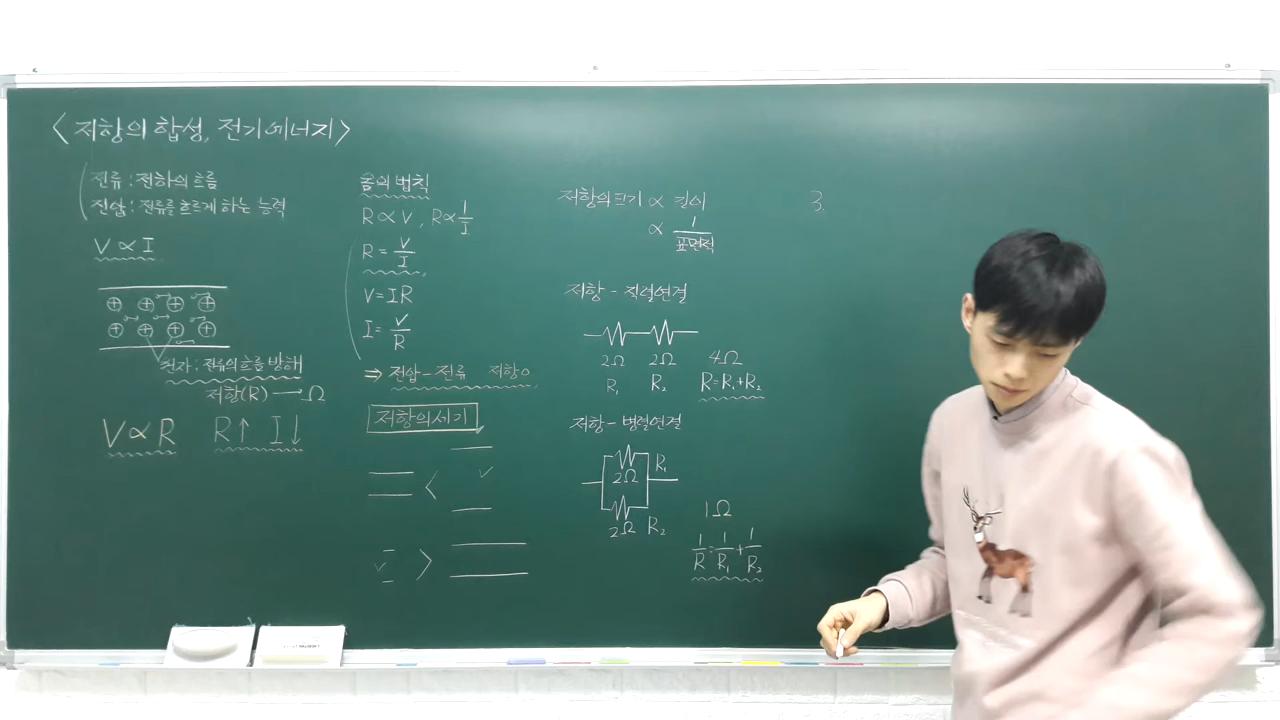 <저항의 합성, 전기에너지>
전류 : 전하의 흐름
전압 : 전류를 흐르게 하는 능력
V ∝ I
⊕ ⊕ ⊕ ⊕
⊕ ⊕ ⊕ ⊕
원자 : 전류의 흐름 방해
저항(R) → Ω
V ∝ R R↑ I↓
옴의 법칙
R ∝ V , R ∝ 1/I
R = V/I
V = IR
I = V/R
⇒ 전압 - 전류 저항 o
저항의 세기
< ✓
✓ >
저항의 크기 ∝ 길이
∝ 1/표면적
저항 - 직렬연결
2Ω 2Ω 4Ω
R₁ R₂ R=R₁+R₂
저항 - 병렬연결
2Ω R₁
2Ω R₂
1Ω
1/R = 1/R₁ + 1/R₂
3.